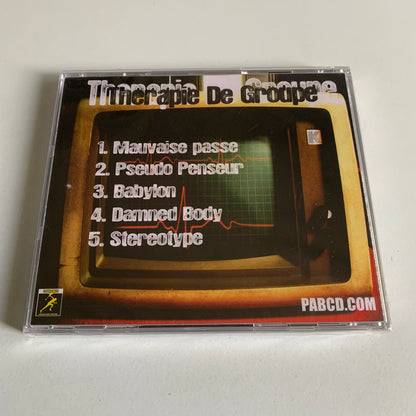 Thérapie De Groupe
1. Mauvaise passe
2. Pseudo Penseur
3. Babylon
4. Damned Body
5. Stereotype
K
PABCD.COM